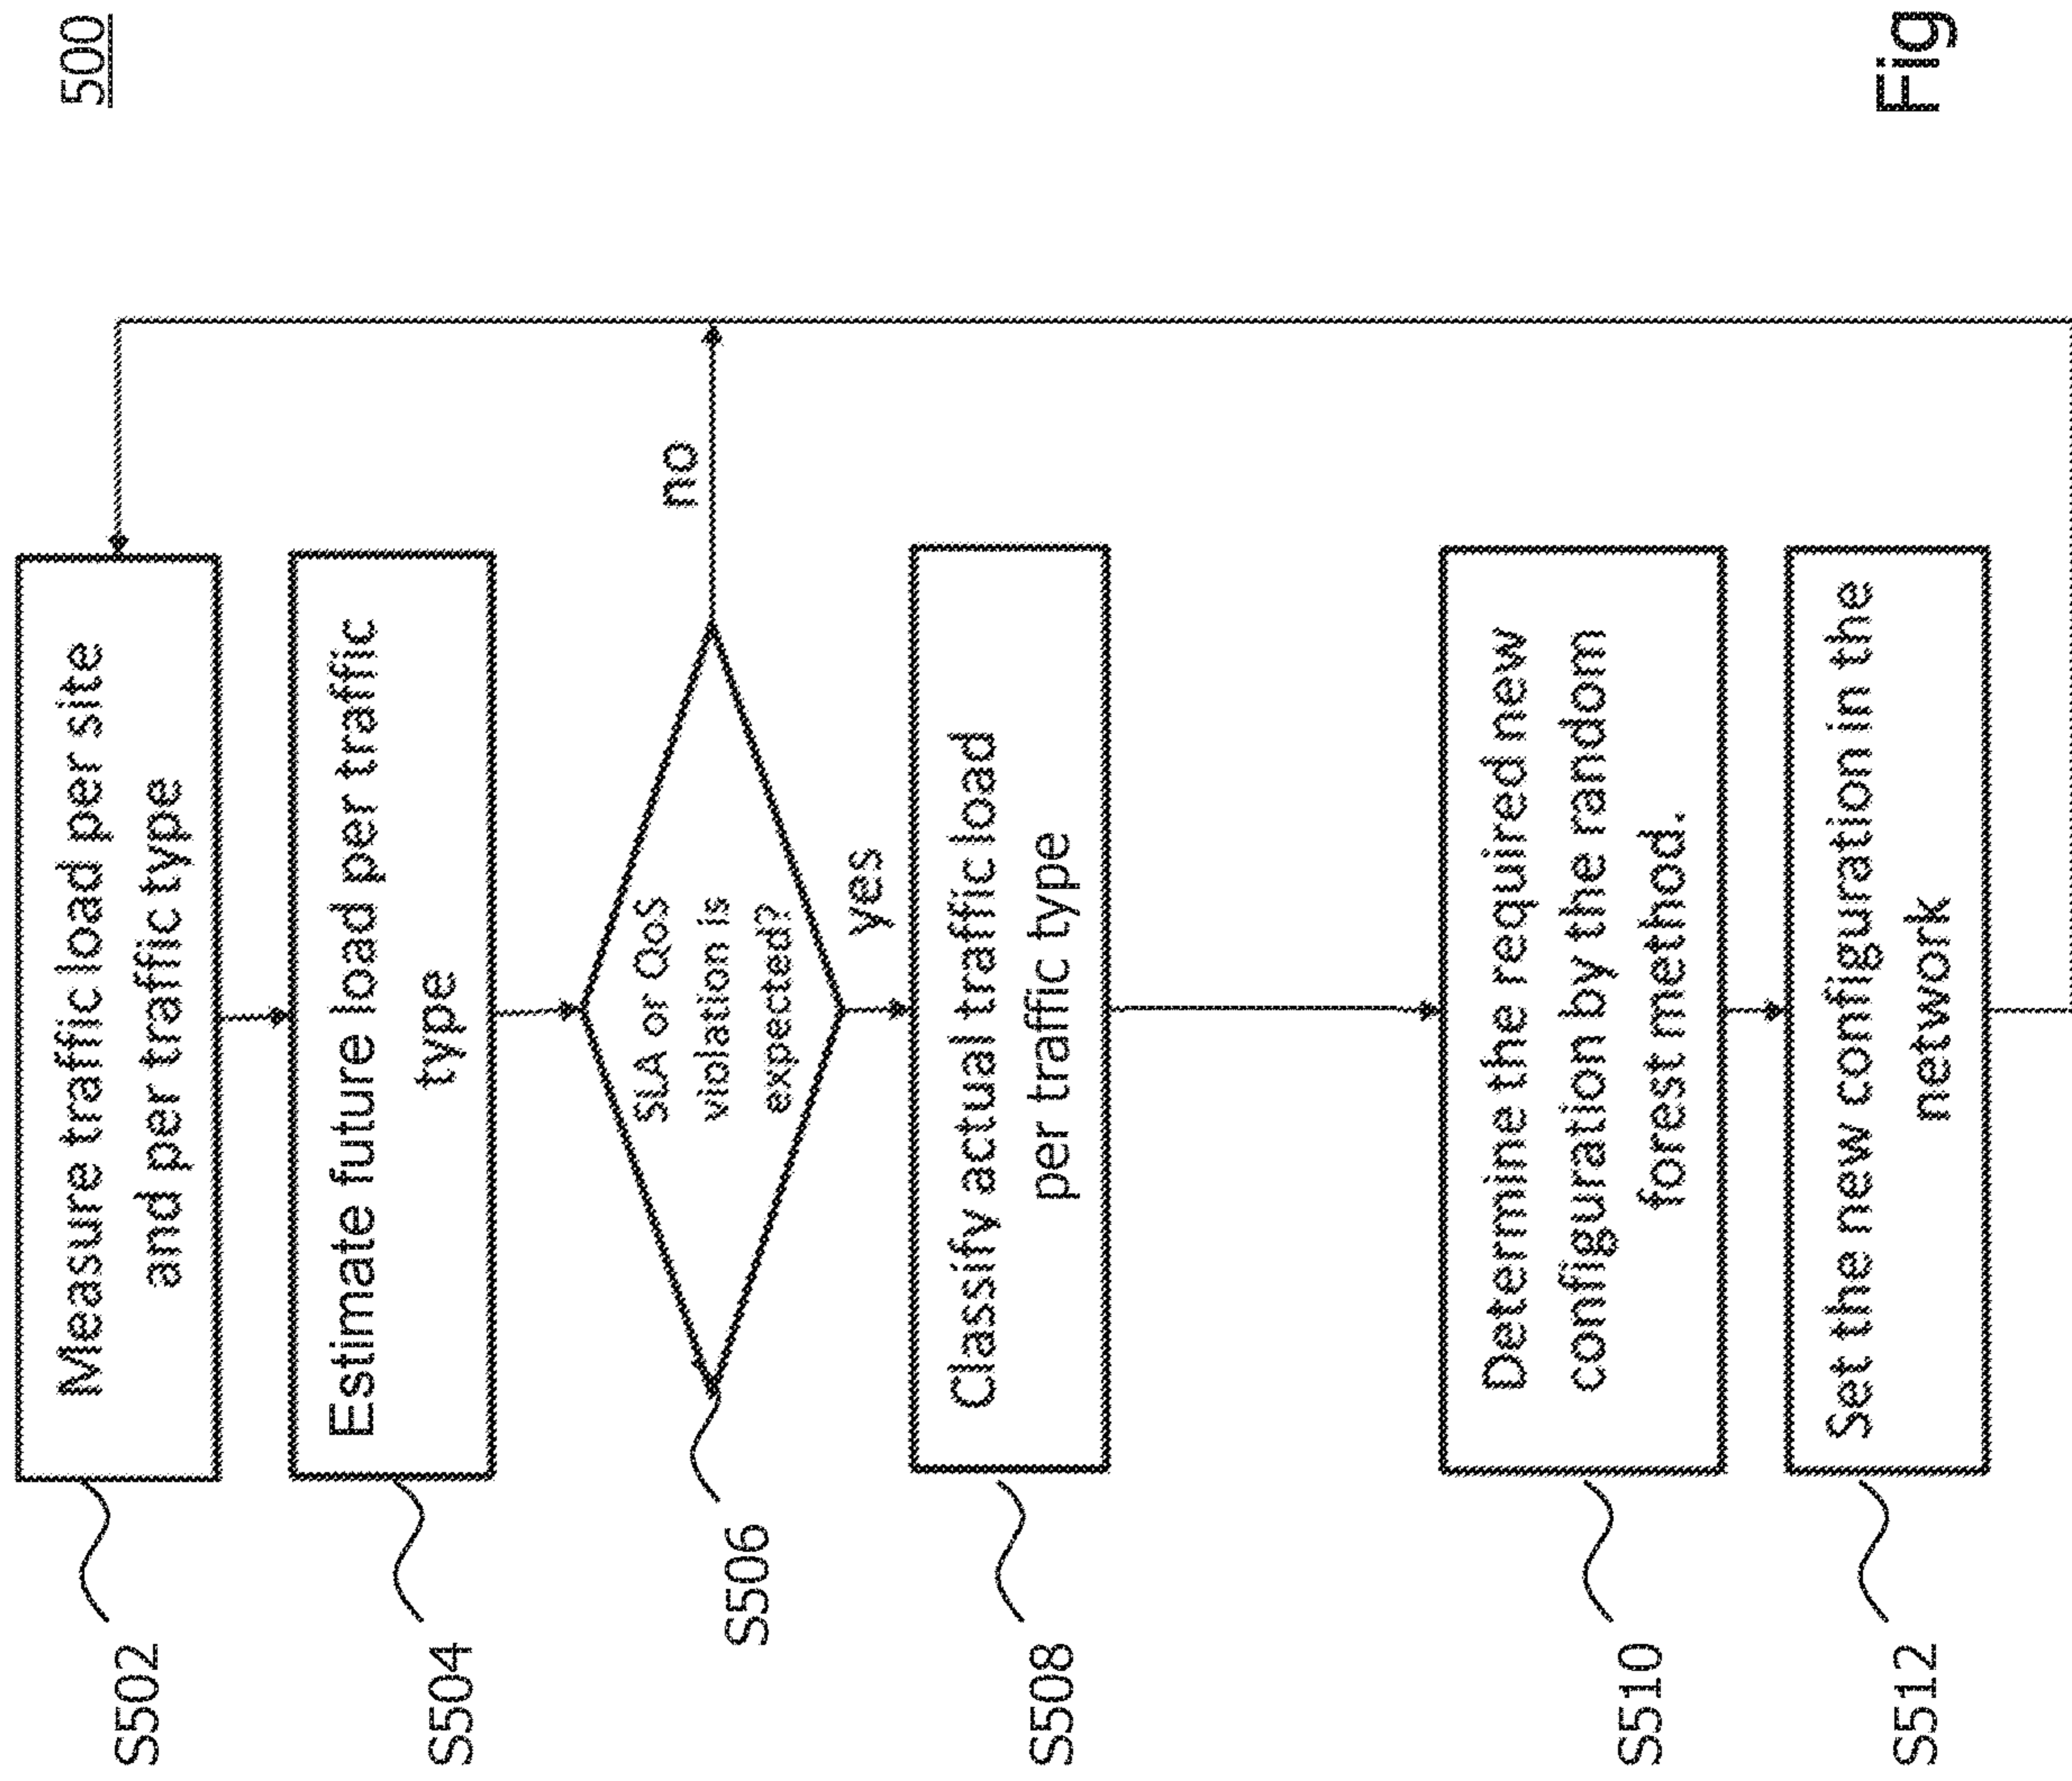 500
S502
Measure traffic load per site
and per traffic type
S504
Estimate future load per traffic
type
S506
SLA or QoS
violation is
expected?
no
yes
S508
Classify actual traffic load
per traffic type
S510
Determine the required new
configuration by the random
forest method.
S512
Set the new configuration in the
network
Fig